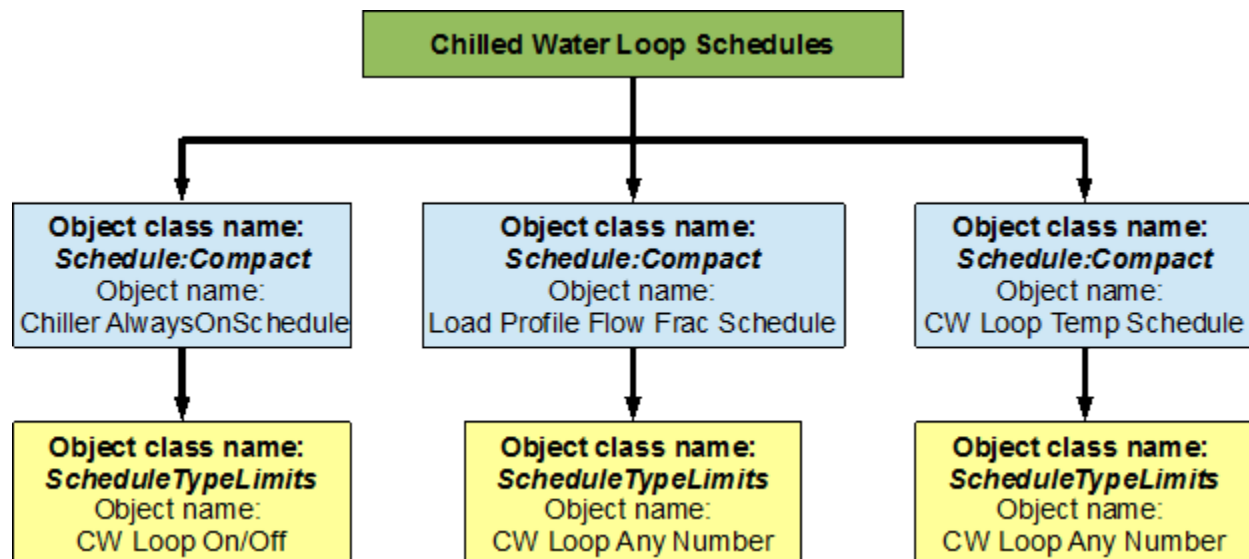 Chilled Water Loop Schedules
Object class name:
Schedule:Compact
Object name:
Chiller AlwaysOnSchedule
Object class name:
Schedule:Compact
Object name:
Load Profile Flow Frac Schedule
Object class name:
Schedule:Compact
Object name:
CW Loop Temp Schedule
Object class name:
ScheduleTypeLimits
Object name:
CW Loop On/Off
Object class name:
ScheduleTypeLimits
Object name:
CW Loop Any Number
Object class name:
ScheduleTypeLimits
Object name:
CW Loop Any Number